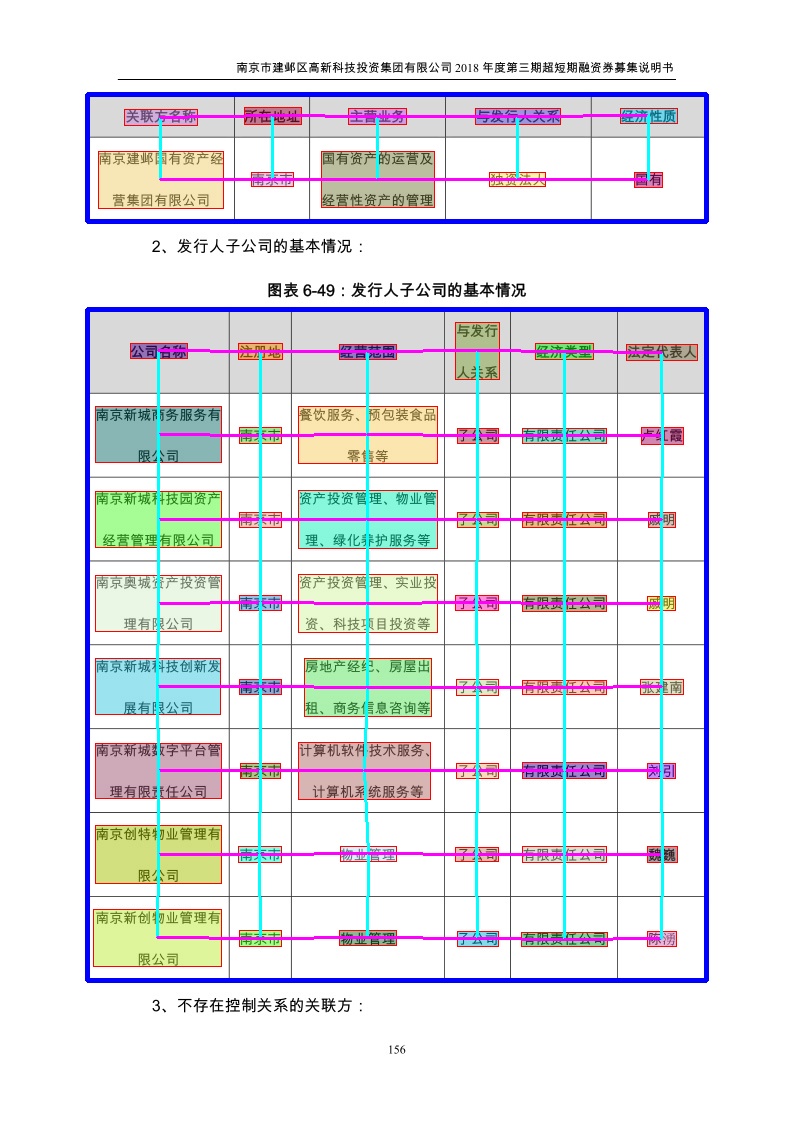 南京市建邺区高新科技投资集团有限公司 2018 年度第三期超短期融资券募集说明书
关联方名称 所在地址 主营业务 与发行人关系 经济性质
南京建邺国有资产经 国有资产的运营及
南京市 独资法人 国有
营集团有限公司 经营性资产的管理
2、发行人子公司的基本情况：
图表 6-49：发行人子公司的基本情况
与发行
公司名称 注册地 经营范围 经济类型 法定代表人
人关系
南京新城商务服务有 餐饮服务、预包装食品
南京市 子公司 有限责任公司 卢红霞
限公司 零售等
南京新城科技园资产 资产投资管理、物业管
南京市 子公司 有限责任公司 戚明
经营管理有限公司 理、绿化养护服务等
南京奥城资产投资管 资产投资管理、实业投
南京市 子公司 有限责任公司 戚明
理有限公司 资、科技项目投资等
南京新城科技创新发 房地产经纪、房屋出
南京市 子公司 有限责任公司 张建南
展有限公司 租、商务信息咨询等
南京新城数字平台管 计算机软件技术服务、
南京市 子公司 有限责任公司 刘引
理有限责任公司 计算机系统服务等
南京创特物业管理有
南京市 物业管理 子公司 有限责任公司 魏巍
限公司
南京新创物业管理有
南京市 物业管理 子公司 有限责任公司 陈湧
限公司
3、不存在控制关系的关联方：
156